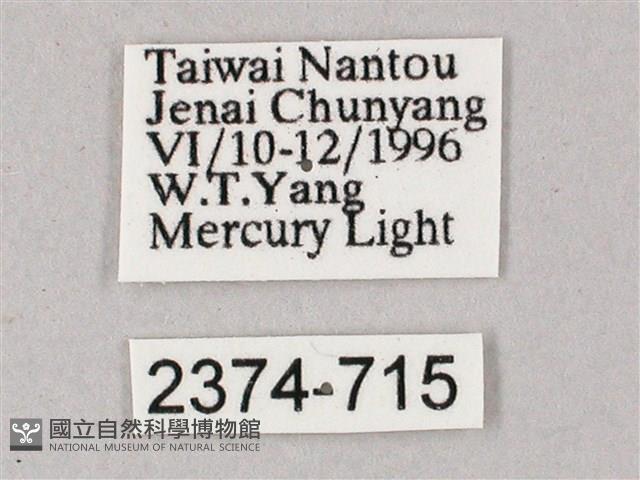 Taiwai Nantou
Jenai Chunyang
VI/10-12/1996
W.T.Yang
Mercury Light
2374-715
國立自然科學博物館
NATIONAL MUSEUM OF NATURAL SCIENCE